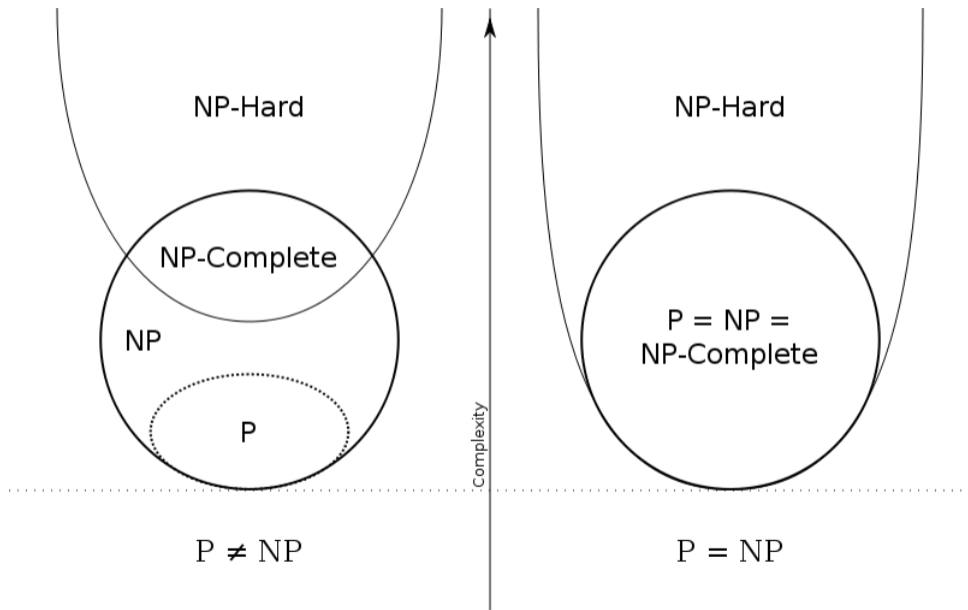 NP-Hard
NP-Complete
NP
P
P ≠ NP
Complexity
NP-Hard
P = NP =
NP-Complete
P = NP